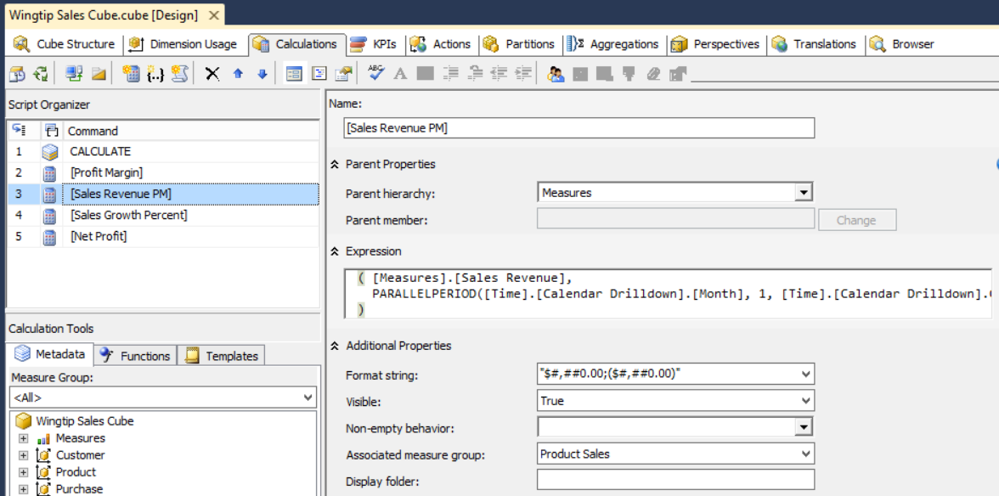 Wingtip Sales Cube.cube [Design]
Cube Structure Dimension Usage Calculations KPIs Actions Partitions Aggregations Perspectives Translations Browser
ABC
Script Organizer
Command
1 CALCULATE
2 [Profit Margin]
3 [Sales Revenue PM]
4 [Sales Growth Percent]
5 [Net Profit]
Calculation Tools
Metadata Functions Templates
Measure Group:
<All>
Wingtip Sales Cube
Measures
Customer
Product
Purchase
Name:
[Sales Revenue PM]
Parent Properties
Parent hierarchy: Measures
Parent member: Change
Expression
( [Measures].[Sales Revenue],
PARALLELPERIOD([Time].[Calendar Drilldown].[Month], 1, [Time].[Calendar Drilldown].
)
Additional Properties
Format string: "$#,##0.00;($#,##0.00)"
Visible: True
Non-empty behavior:
Associated measure group: Product Sales
Display folder: